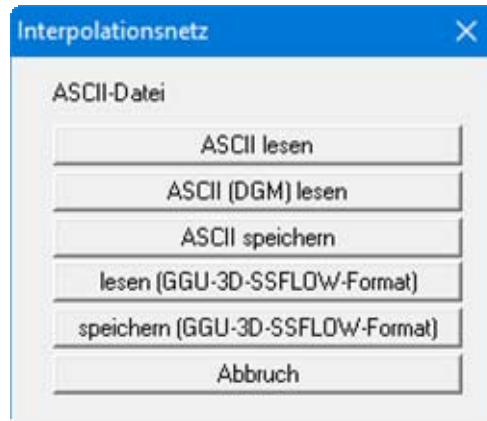 Interpolationsnetz
ASCII-Datei
ASCII lesen
ASCII (DGM) lesen
ASCII speichern
lesen (GGU-3D-SSFLOW-Format)
speichern (GGU-3D-SSFLOW-Format)
Abbruch